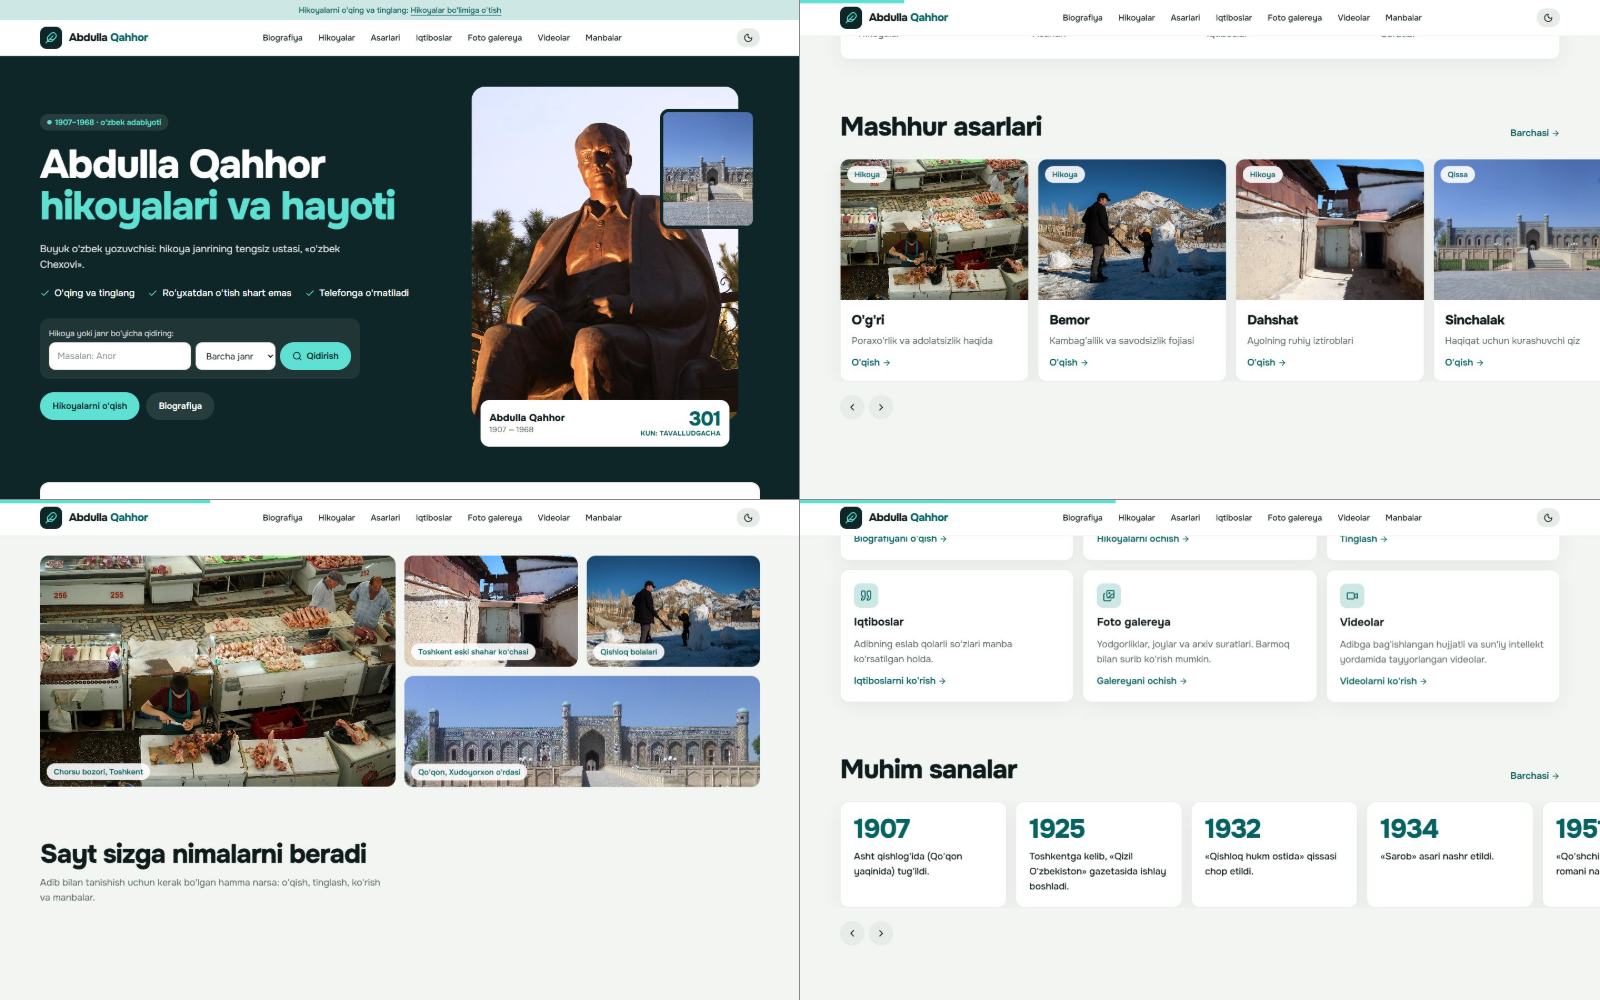 Hikoyalarni o'qing va tinglang: Hikoyalar bo'limiga o'tish
Abdulla Qahhor
Biografiya Hikoyalar Asarlari Iqtiboslar Foto galereya Videolar Manbalar
1907–1968 · o'zbek adabiyoti
Abdulla Qahhor
hikoyalari va hayoti
Buyuk o'zbek yozuvchisi: hikoya janrining tengsiz ustasi, «o'zbek
Chexovi».
O'qing va tinglang Ro'yxatdan o'tish shart emas Telefonga o'rnatiladi
Hikoya yoki janr bo'yicha qidiring:
Masalan: Anor Barcha janr Qidirish
Hikoyalarni o'qish Biografiya
Abdulla Qahhor
1907 — 1968
301
KUN: TAVALLUDGACHA
Abdulla Qahhor
Biografiya Hikoyalar Asarlari Iqtiboslar Foto galereya Videolar Manbalar
Mashhur asarlari
Barchasi →
Hikoya
O'g'ri
Poraxo'rlik va adolatsizlik haqida
O'qish →
Hikoya
Bemor
Kambag'allik va savodsizlik fojiasi
O'qish →
Hikoya
Dahshat
Ayolning ruhiy iztiroblari
O'qish →
Qissa
Sinchalak
Haqiqat uchun kurashuvchi qiz
O'qish →
Abdulla Qahhor
Biografiya Hikoyalar Asarlari Iqtiboslar Foto galereya Videolar Manbalar
256 255
Chorsu bozori, Toshkent
Toshkent eski shahar ko'chasi
Qishloq bolalari
Qo'qon, Xudoyorxon o'rdasi
Sayt sizga nimalarni beradi
Adib bilan tanishish uchun kerak bo'lgan hamma narsa: o'qish, tinglash, ko'rish
va manbalar.
Abdulla Qahhor
Biografiya Hikoyalar Asarlari Iqtiboslar Foto galereya Videolar Manbalar
Biografiyani o'qish →
Hikoyalarni ochish →
Tinglash →
Iqtiboslar
Adibning eslab qolarli so'zlari manba
ko'rsatilgan holda.
Iqtiboslarni ko'rish →
Foto galereya
Yodgorliklar, joylar va arxiv suratlari. Barmoq
bilan surib ko'rish mumkin.
Galereyani ochish →
Videolar
Adibga bag'ishlangan hujjatli va sun'iy intellekt
yordamida tayyorlangan videolar.
Videolarni ko'rish →
Muhim sanalar
Barchasi →
1907
Asht qishlog'ida (Qo'qon
yaqinida) tug'ildi.
1925
Toshkentga kelib, «Qizil
O'zbekiston» gazetasida ishlay
boshladi.
1932
«Qishloq hukm ostida» qissasi
chop etildi.
1934
«Sarob» asari nashr etildi.
195
«Qo'shchi
romani na